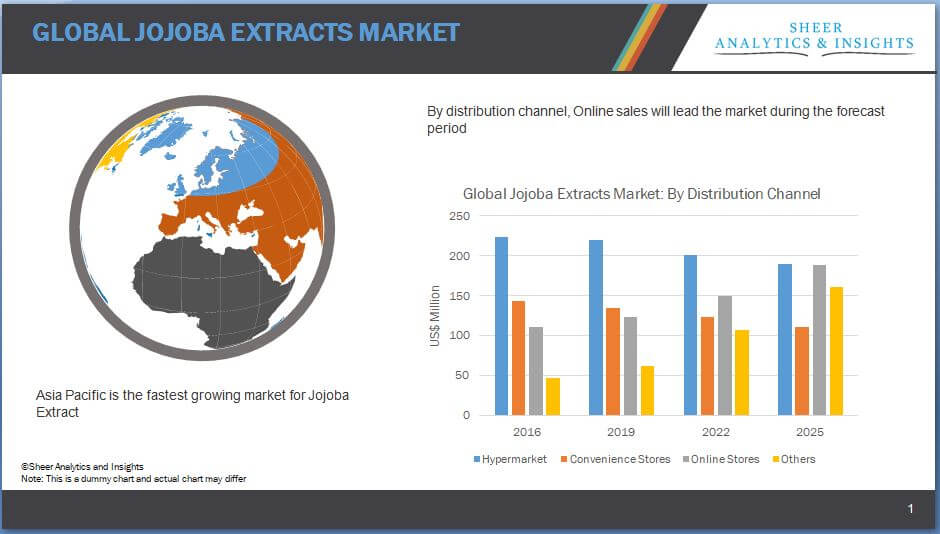 GLOBAL JOJOBA EXTRACTS MARKET
SHEER
ANALYTICS & INSIGHTS
By distribution channel, Online sales will lead the market during the forecast
period
Asia Pacific is the fastest growing market for Jojoba
Extract
Global Jojoba Extracts Market: By Distribution Channel
US$ Million
250
200
150
100
50
0
2016 2019 2022 2025
Hypermarket Convenience Stores Online Stores Others
©Sheer Analytics and Insights
Note: This is a dummy chart and actual chart may differ
1